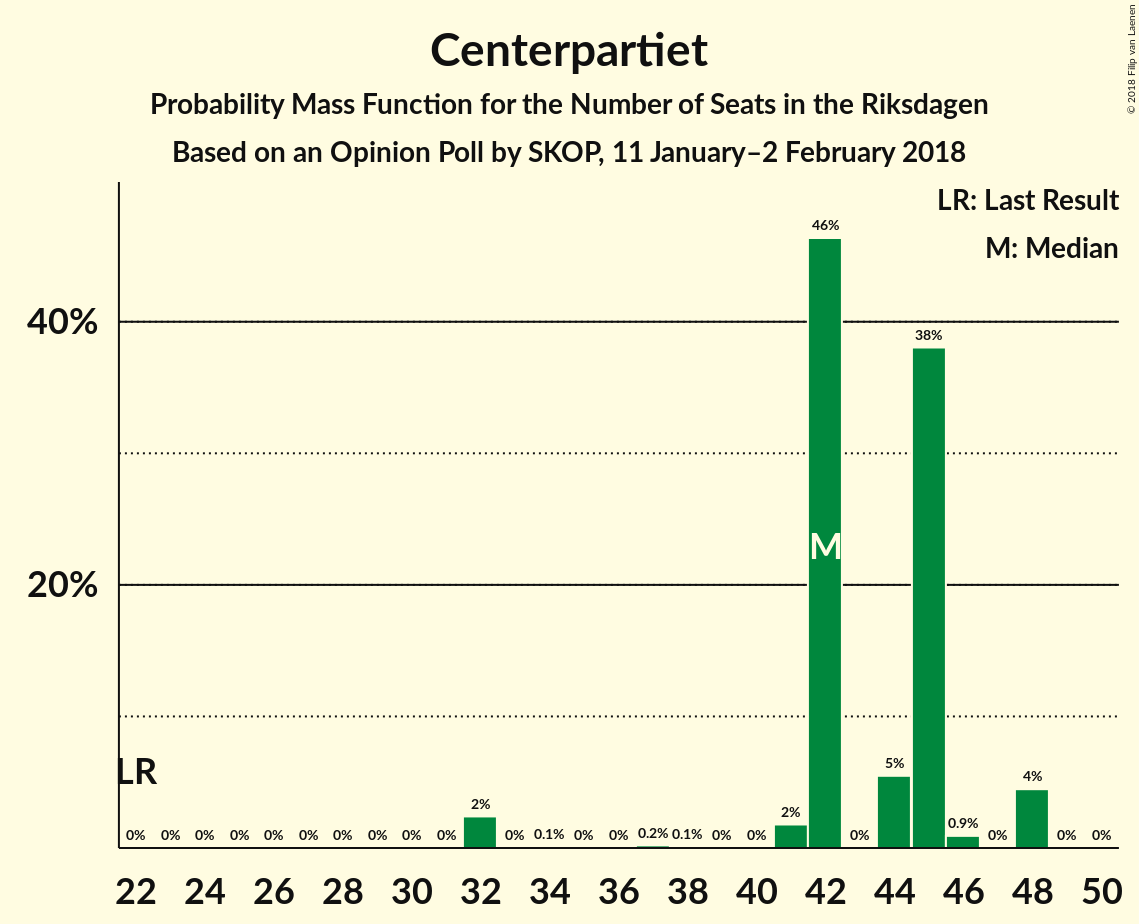 Centerpartiet
Probability Mass Function for the Number of Seats in the Riksdagen
Based on an Opinion Poll by SKOP, 11 January–2 February 2018
© 2018 Filip van Laenen
LR: Last Result
M: Median
46%
40%
38%
M
20%
LR
5%
4%
2%
2%
0.9%
0% 0% 0% 0% 0% 0% 0% 0% 0% 0% 0% 0.1% 0% 0% 0.2% 0.1% 0% 0% 0% 0% 0% 0%
22 24 26 28 30 32 34 36 38 40 42 44 46 48 50